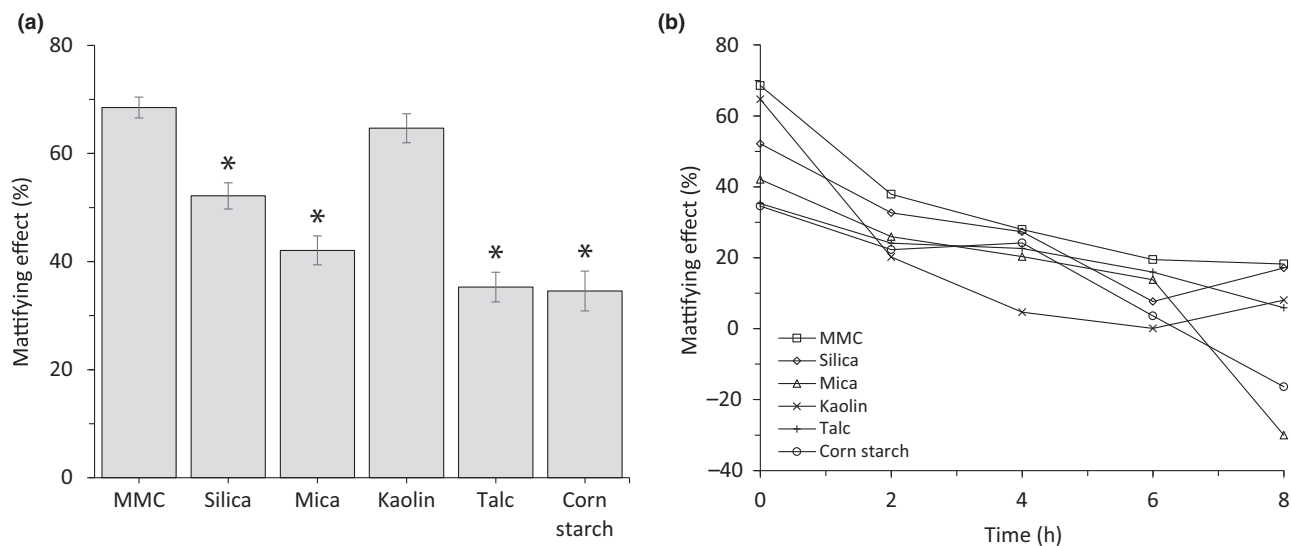 (a)
80
60
40
20
0
Mattifying effect (%)
*
*
*
*
MMC Silica Mica Kaolin Talc Corn
starch
(b)
80
60
40
20
0
–20
–40
Mattifying effect (%)
MMC
Silica
Mica
Kaolin
Talc
Corn starch
0 2 4 6 8
Time (h)